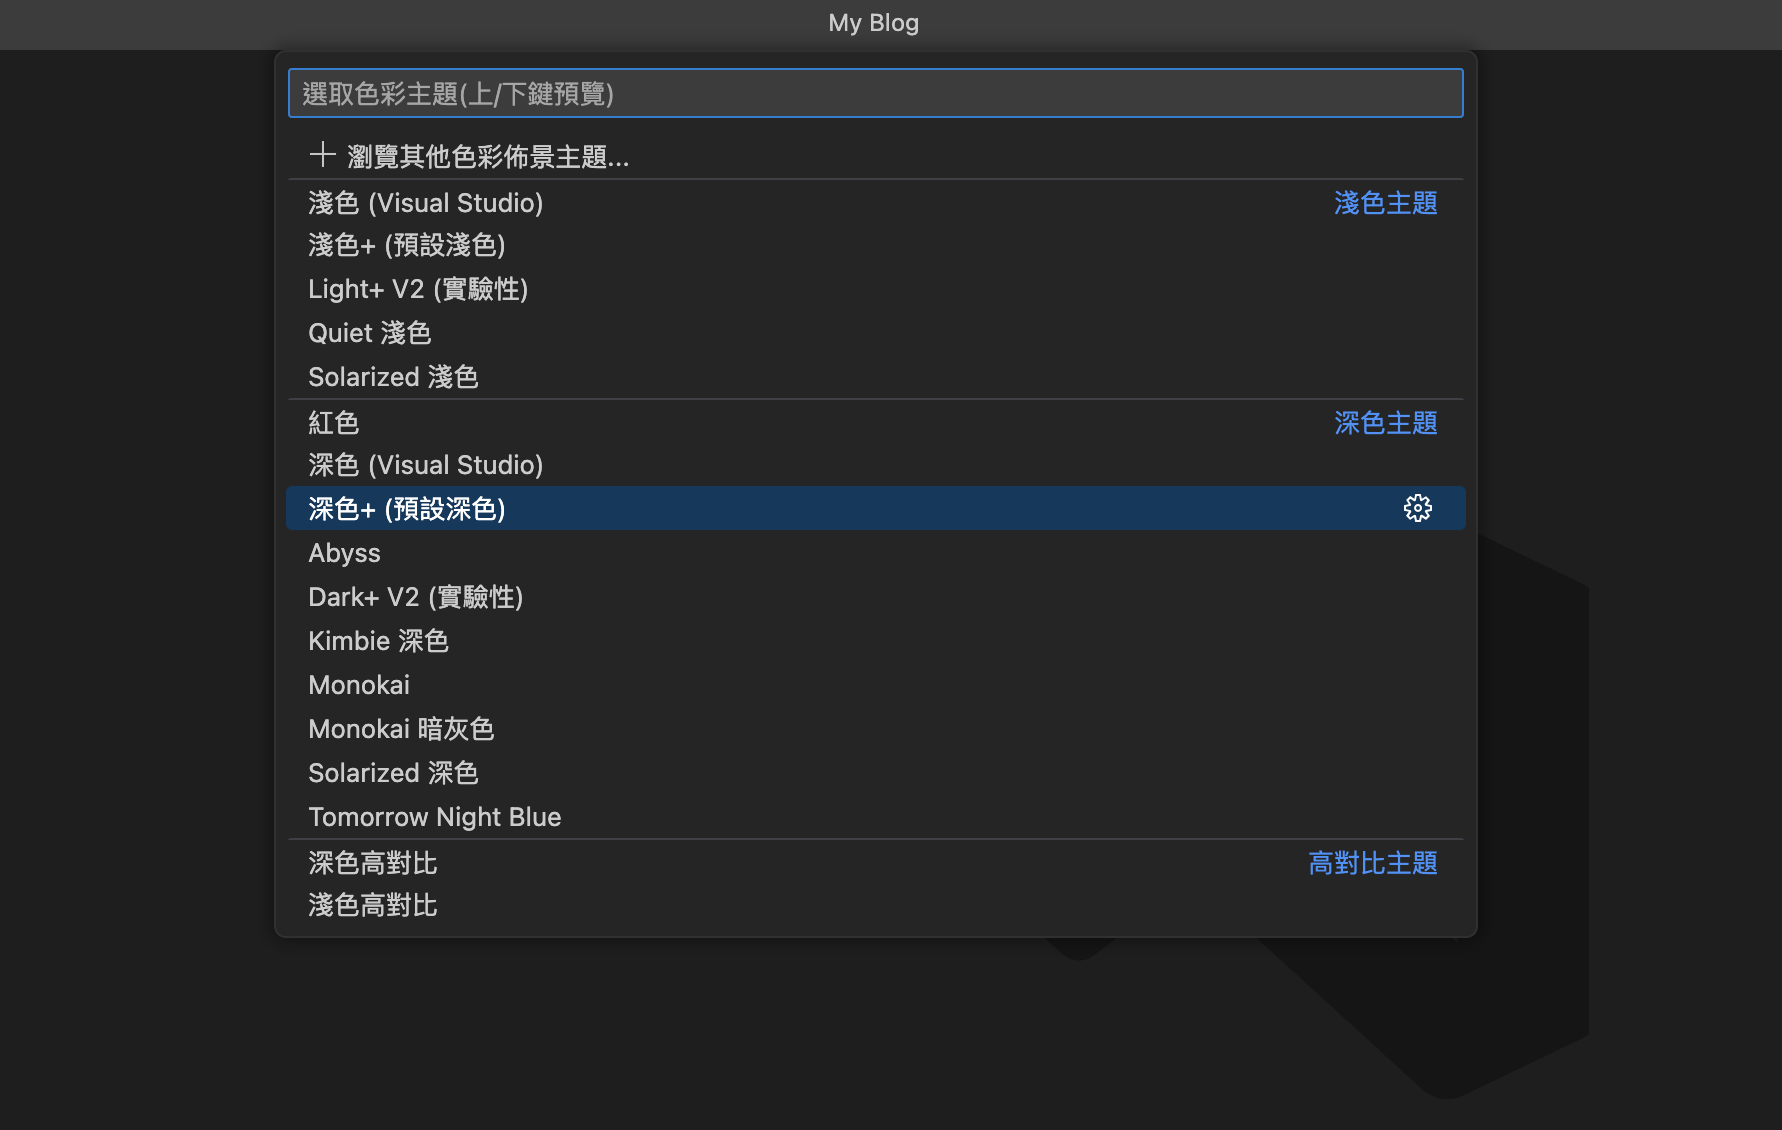 My Blog
選取色彩主題(上/下鍵預覽)
瀏覽其他色彩佈景主題...
淺色 (Visual Studio) 淺色主題
淺色+ (預設淺色)
Light+ V2 (實驗性)
Quiet 淺色
Solarized 淺色
紅色 深色主題
深色 (Visual Studio)
深色+ (預設深色)
Abyss
Dark+ V2 (實驗性)
Kimbie 深色
Monokai
Monokai 暗灰色
Solarized 深色
Tomorrow Night Blue
深色高對比 高對比主題
淺色高對比